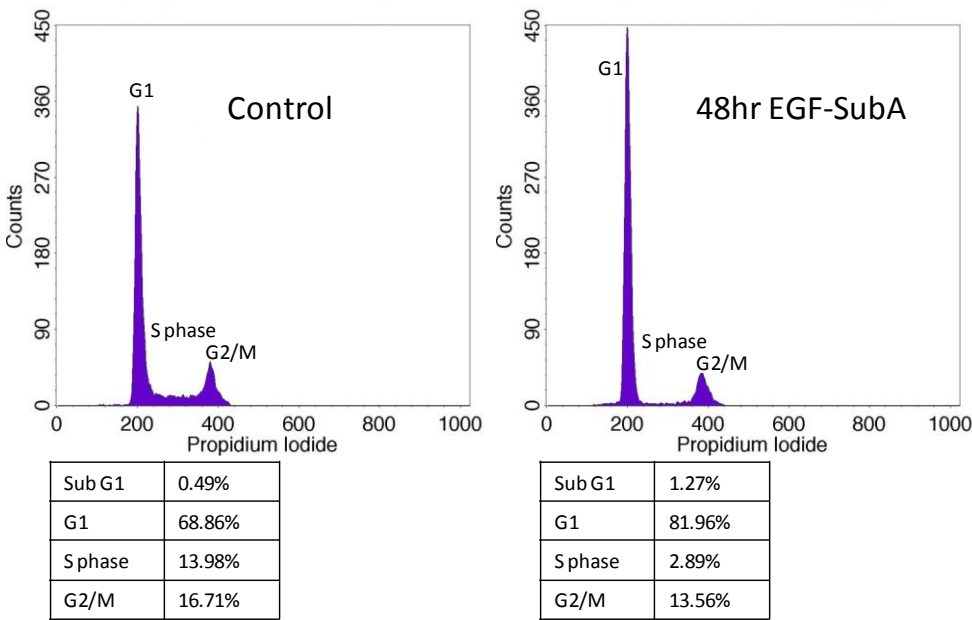 450
360
270
180
90
0
Counts
G1
Control
S phase
G2/M
0 200 400 600 800 1000
Propidium Iodide
Sub G1 0.49%
G1 68.86%
S phase 13.98%
G2/M 16.71%
450
360
270
180
90
0
Counts
G1
48hr EGF-SubA
S phase
G2/M
0 200 400 600 800 1000
Propidium Iodide
Sub G1 1.27%
G1 81.96%
S phase 2.89%
G2/M 13.56%